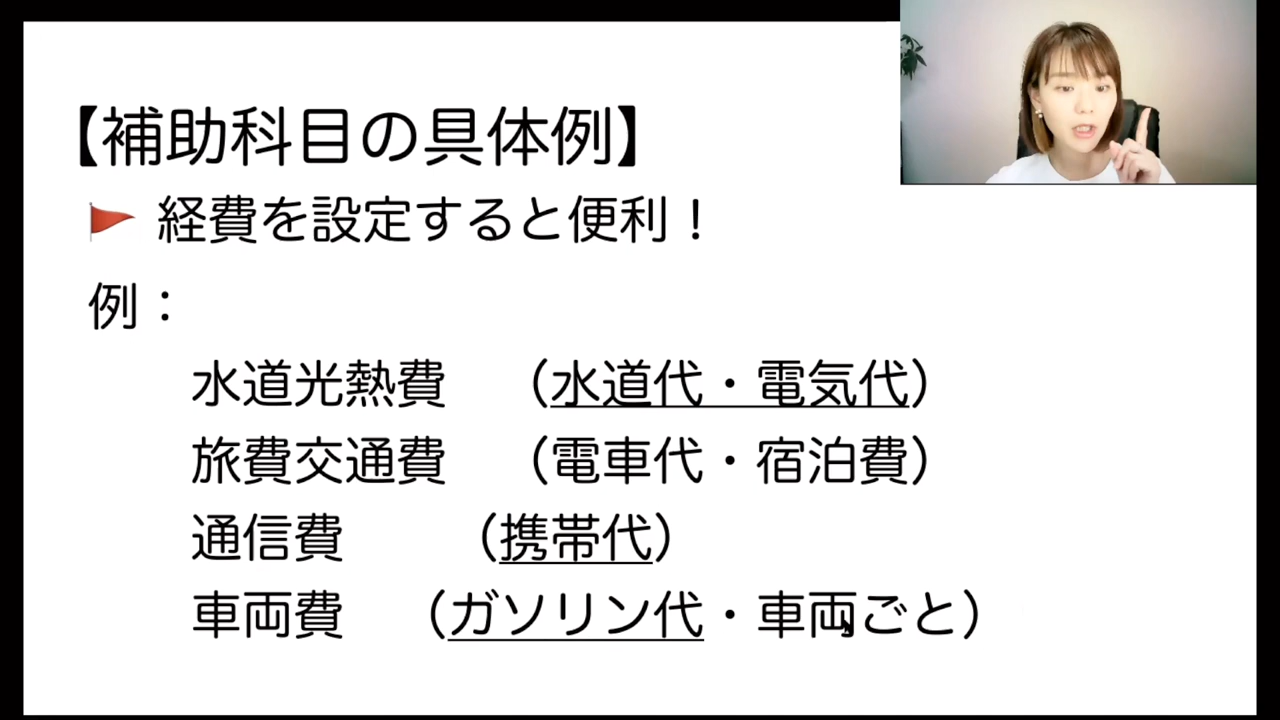 【補助科目の具体例】
経費を設定すると便利！
例：
水道光熱費 （水道代・電気代）
旅費交通費 （電車代・宿泊費）
通信費 （携帯代）
車両費 （ガソリン代・車両ごと）